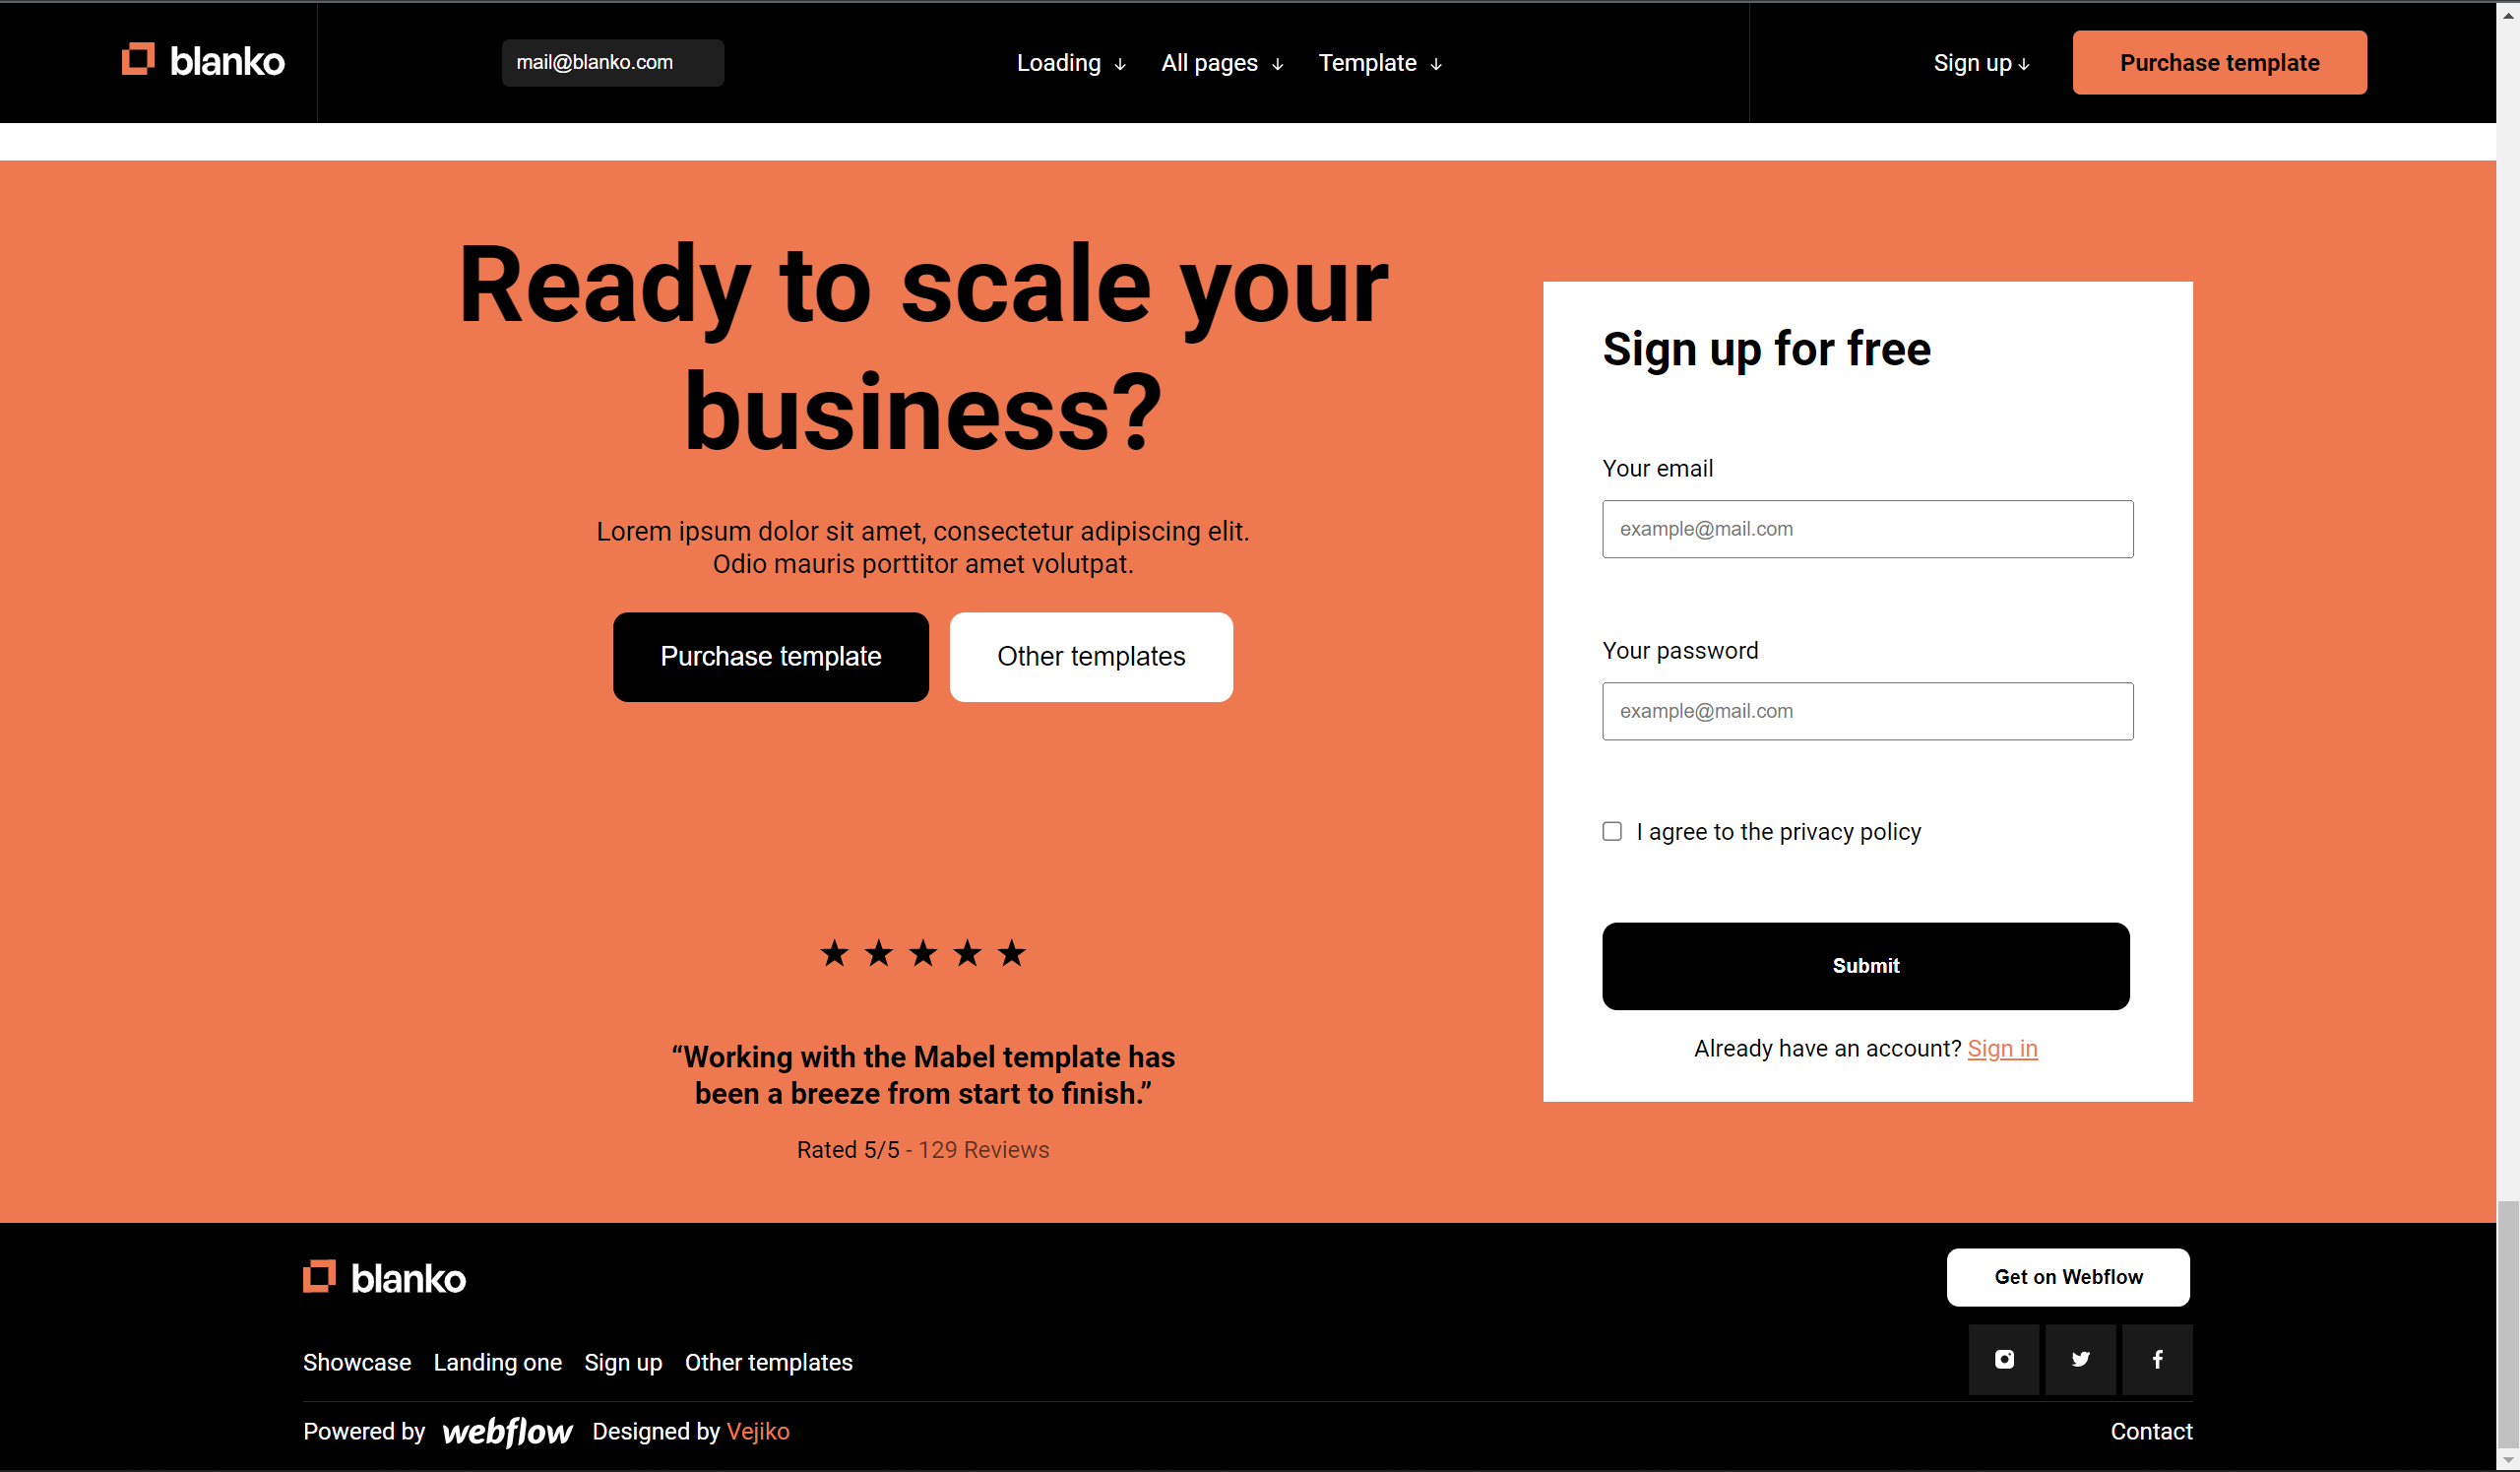 blanko
mail@blanko.com
Loading ↓ All pages ↓ Template ↓
Sign up ↓
Purchase template
Ready to scale your
business?
Lorem ipsum dolor sit amet, consectetur adipiscing elit.
Odio mauris porttitor amet volutpat.
Purchase template
Other templates
★ ★ ★ ★ ★
“Working with the Mabel template has
been a breeze from start to finish.”
Rated 5/5 - 129 Reviews
Sign up for free
Your email
example@mail.com
Your password
example@mail.com
I agree to the privacy policy
Submit
Already have an account? Sign in
blanko
Get on Webflow
Showcase Landing one Sign up Other templates
Powered by webflow Designed by Vejiko
Contact